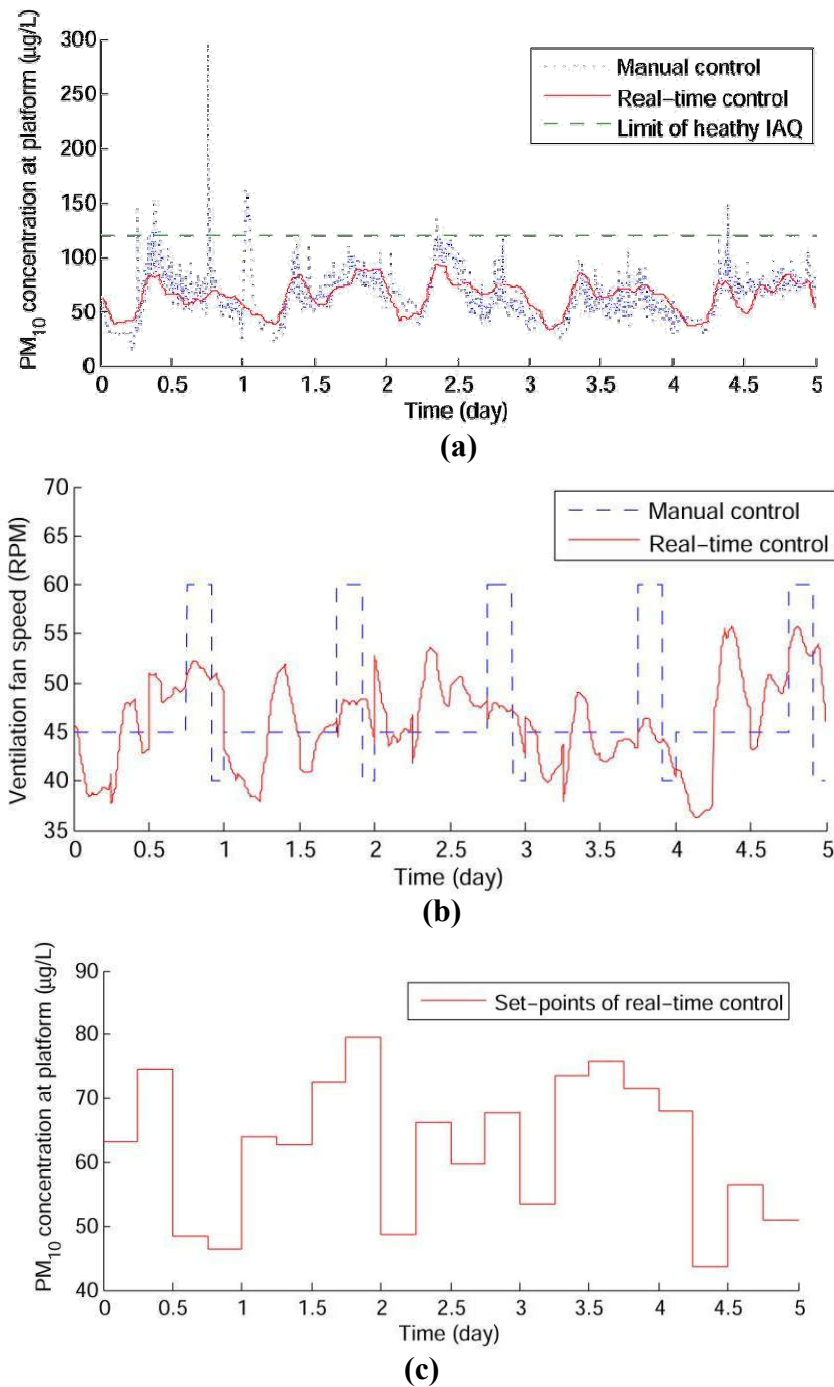 300
250
200
150
100
50
0
PM10 concentration at platform (µg/L)
Manual control
Real-time control
Limit of heathy IAQ
0 0.5 1 1.5 2 2.5 3 3.5 4 4.5 5
Time (day)
(a)
70
65
60
55
50
45
40
35
Ventilation fan speed (RPM)
Manual control
Real-time control
0 0.5 1 1.5 2 2.5 3 3.5 4 4.5 5
Time (day)
(b)
90
80
70
60
50
40
PM10 concentration at platform (µg/L)
Set-points of real-time control
0 0.5 1 1.5 2 2.5 3 3.5 4 4.5 5
Time (day)
(c)